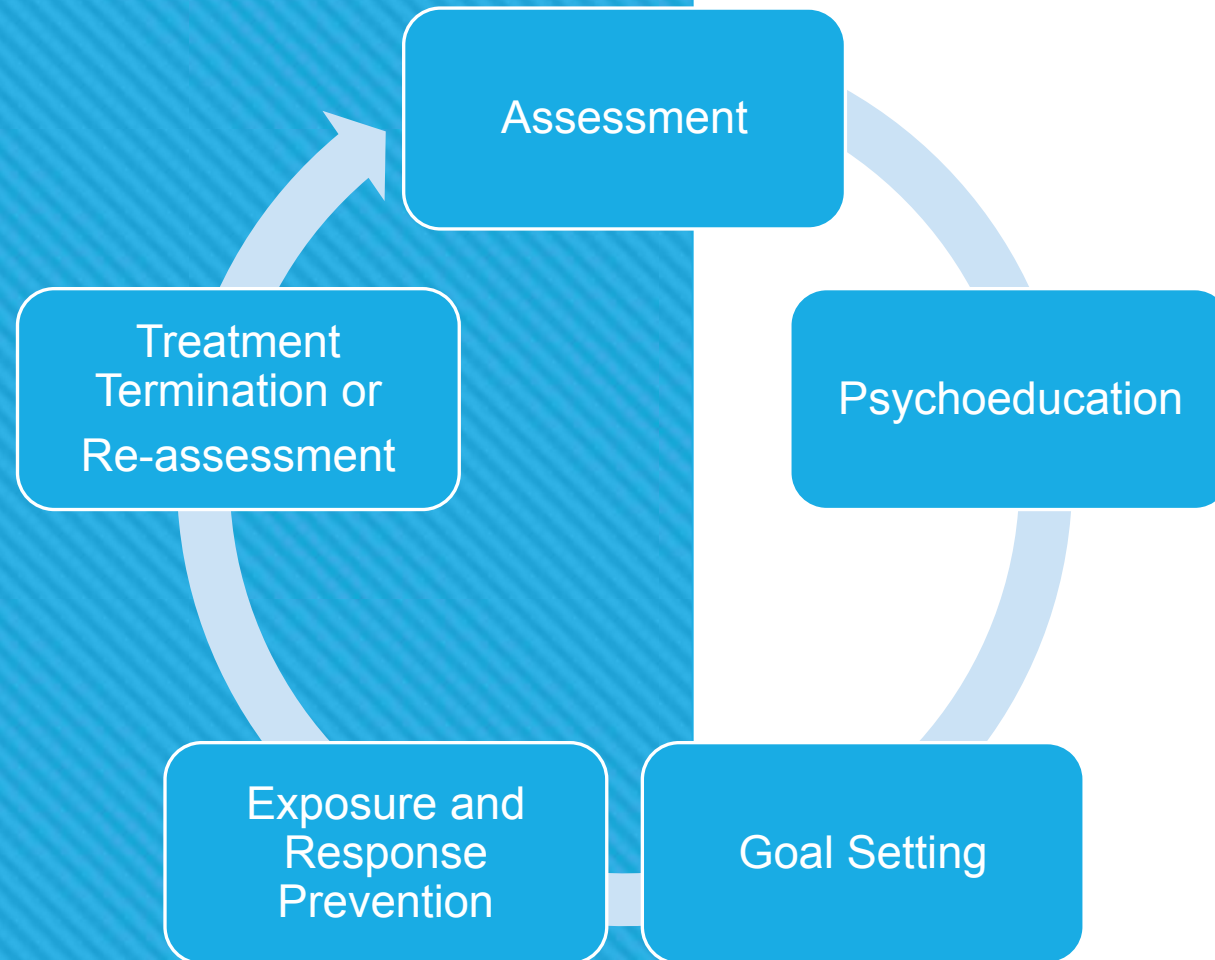 Assessment
Psychoeducation
Goal Setting
Exposure and
Response
Prevention
Treatment
Termination or
Re-assessment